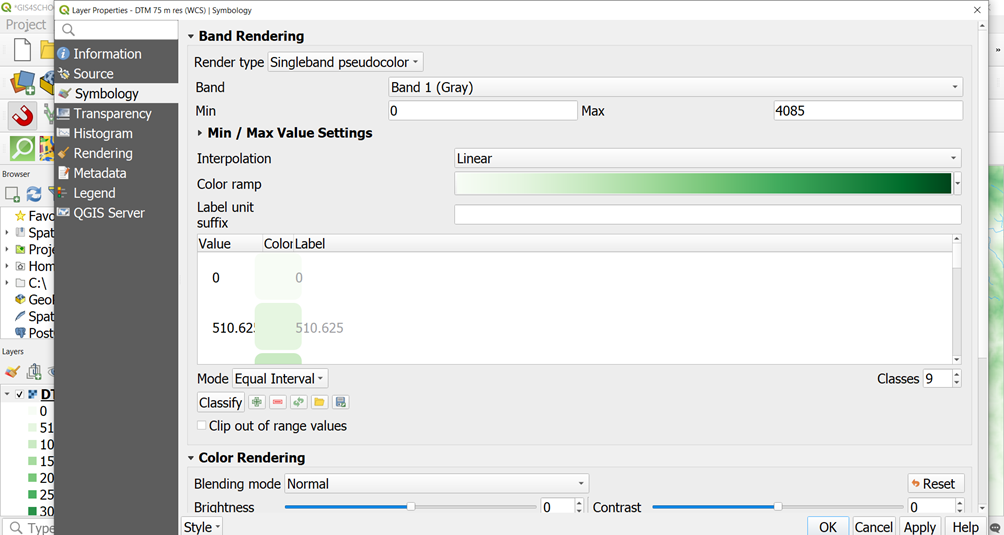 *GIS4SCHO
Layer Properties - DTM 75 m res (WCS) | Symbology
Project
Information
Source
Symbology
Transparency
Histogram
Rendering
Metadata
Legend
QGIS Server
Browser
Favo
Spat
Proje
Hom
C:\
Geo
Spat
Post
Layers
DT
0
51
10
15
20
25
30
Type
Band Rendering
Render type Singleband pseudocolor
Band Band 1 (Gray)
Min 0 Max 4085
Min / Max Value Settings
Interpolation Linear
Color ramp
Label unit
suffix
Value Color Label
0 0
510.625 510.625
Mode Equal Interval Classes 9
Classify
Clip out of range values
Color Rendering
Blending mode Normal Reset
Brightness 0 Contrast 0
Style OK Cancel Apply Help